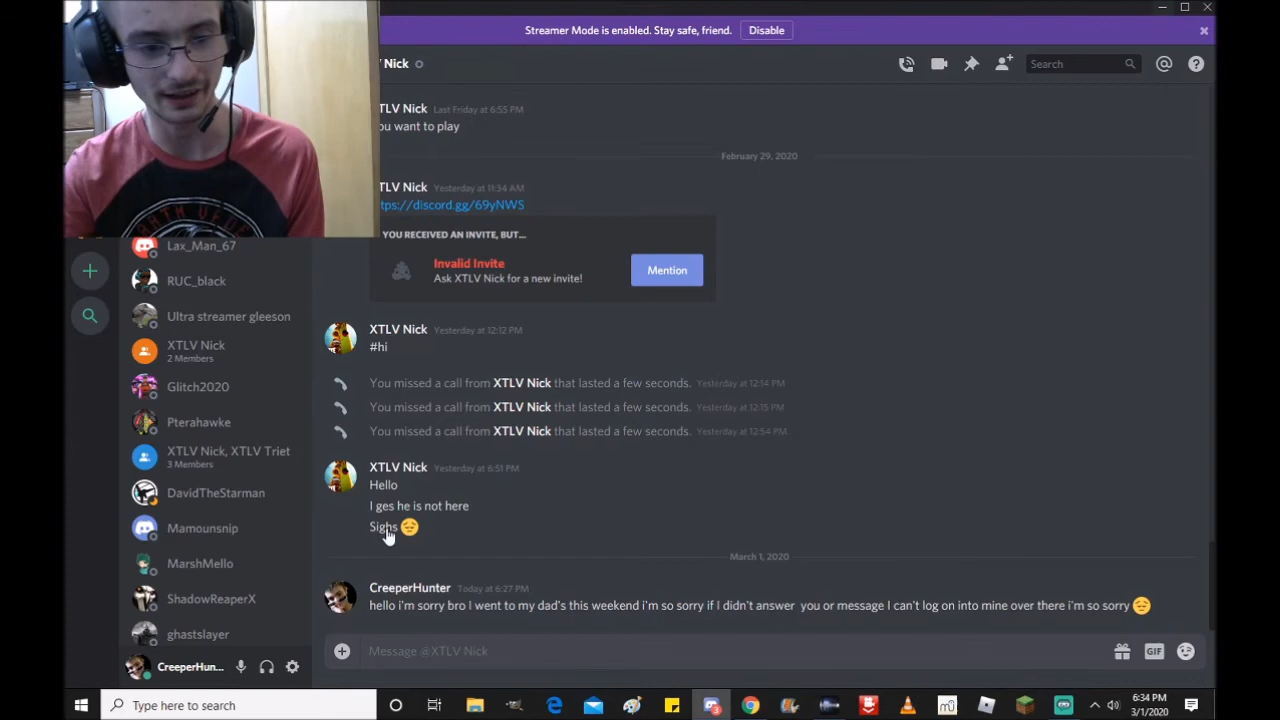 Streamer Mode is enabled. Stay safe, friend. Disable
Nick
Search
TLV Nick Last Friday at 6:55 PM
ou want to play
February 29, 2020
TLV Nick Yesterday at 11:34 AM
tps://discord.gg/69yNWS
YOU RECEIVED AN INVITE, BUT...
Invalid Invite
Ask XTLV Nick for a new invite!
Mention
XTLV Nick Yesterday at 12:12 PM
#hi
You missed a call from XTLV Nick that lasted a few seconds. Yesterday at 12:14 PM
You missed a call from XTLV Nick that lasted a few seconds. Yesterday at 12:15 PM
You missed a call from XTLV Nick that lasted a few seconds. Yesterday at 12:54 PM
XTLV Nick Yesterday at 6:51 PM
Hello
I ges he is not here
Sighs 😔
March 1, 2020
CreeperHunter Today at 6:27 PM
hello i'm sorry bro I went to my dad's this weekend i'm so sorry if I didn't answer you or message I can't log on into mine over there i'm so sorry 😔
Message @XTLV Nick
GIF
Lax_Man_67
RUC_black
Ultra streamer gleeson
XTLV Nick
2 Members
Glitch2020
Pterahawke
XTLV Nick, XTLV Triet
3 Members
DavidTheStarman
Mamounsnip
MarshMello
ShadowReaperX
ghastslayer
CreeperHun...
Type here to search
6:34 PM
3/1/2020